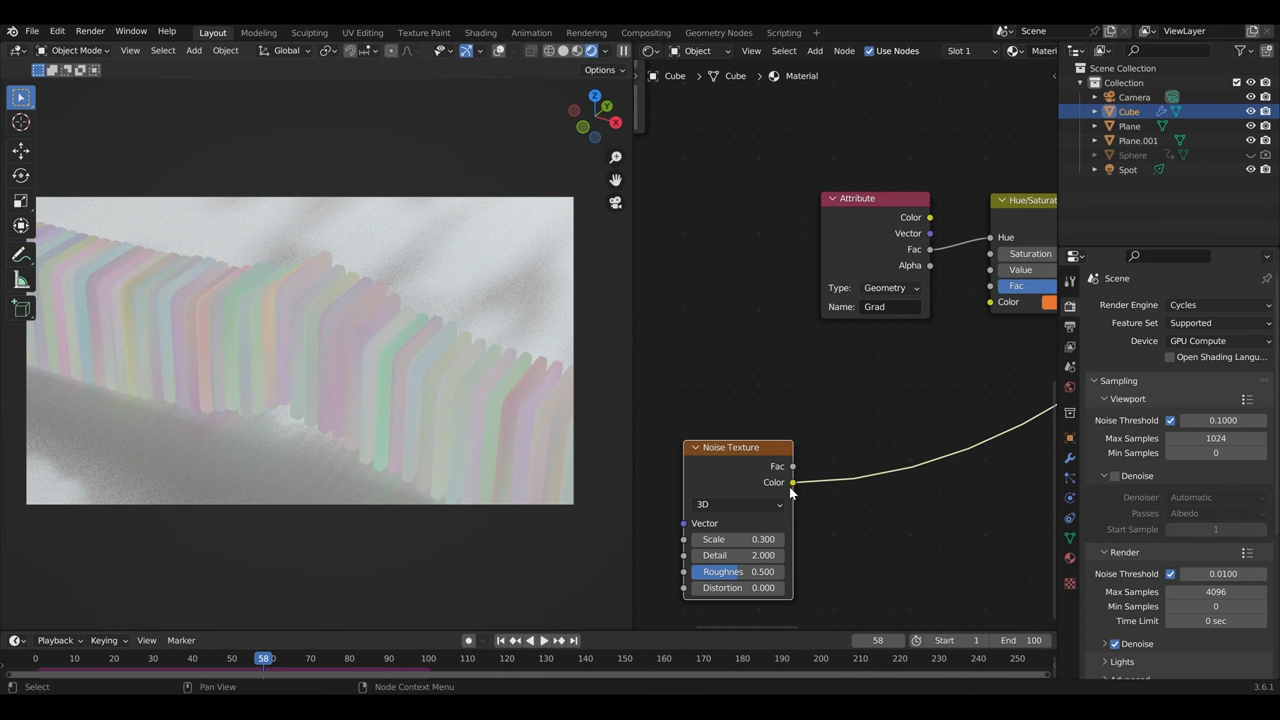 File Edit Render Window Help Layout Modeling Sculpting UV Editing Texture Paint Shading Animation Rendering Compositing Geometry Nodes Scripting + Scene ViewLayer
Object Mode View Select Add Object Global Object View Select Add Node Use Nodes Slot 1 Materi
Options
Cube > Cube > Material
Scene Collection
Collection
Camera
Cube
Plane
Plane.001
Sphere
Spot
Attribute
Color
Vector
Fac
Alpha
Type: Geometry
Name: Grad
Hue/Saturat
Hue
Saturation
Value
Fac
Color
Noise Texture
Fac
Color
3D
Vector
Scale 0.300
Detail 2.000
Roughnes 0.500
Distortion 0.000
Scene
Render Engine Cycles
Feature Set Supported
Device GPU Compute
Open Shading Langu...
Sampling
Viewport
Noise Threshold 0.1000
Max Samples 1024
Min Samples 0
Denoise
Denoiser Automatic
Passes Albedo
Start Sample 1
Render
Noise Threshold 0.0100
Max Samples 4096
Min Samples 0
Time Limit 0 sec
Denoise
Lights
Playback Keying View Marker 58 Start 1 End 100
0 10 20 30 40 50 58 70 80 90 100 110 120 130 140 150 160 170 180 190 200 210 220 230 240 250
Select Pan View Node Context Menu 3.6.1